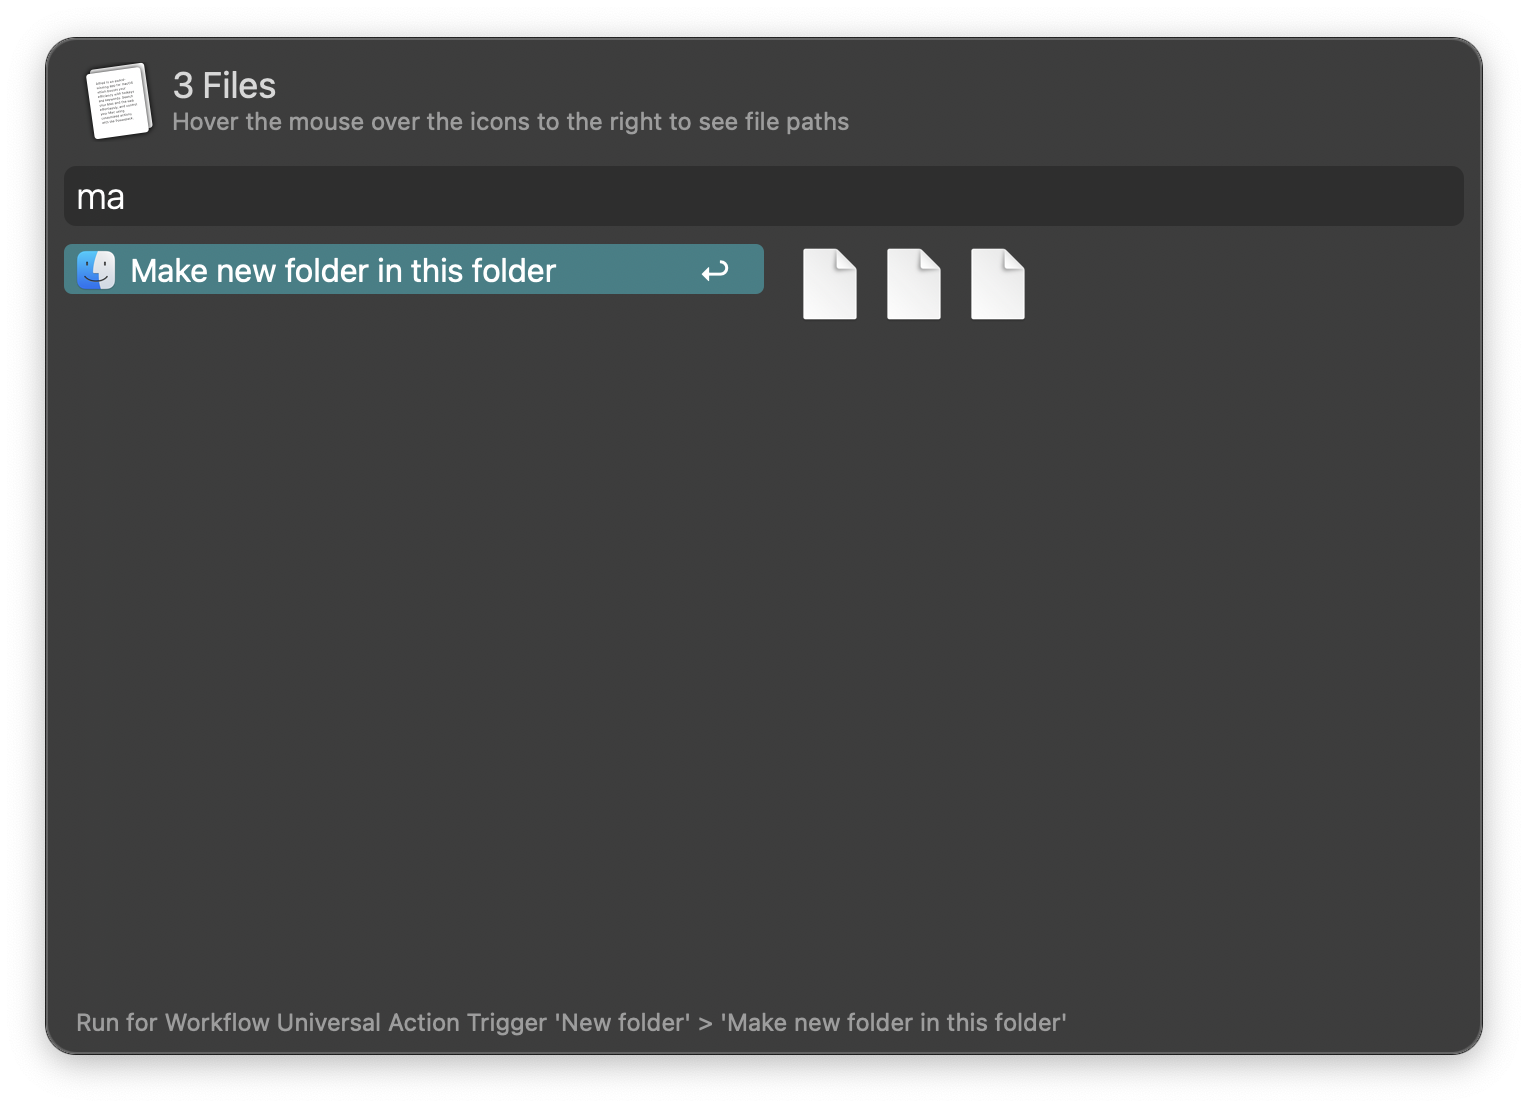 3 Files
Hover the mouse over the icons to the right to see file paths
ma
Make new folder in this folder
Run for Workflow Universal Action Trigger 'New folder' > 'Make new folder in this folder'